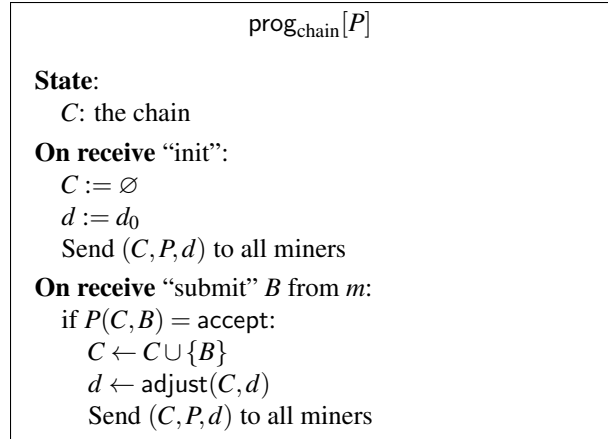 prog_chain[P]
State:
C: the chain
On receive “init”:
C := ∅
d := d₀
Send (C, P, d) to all miners
On receive “submit” B from m:
if P(C, B) = accept:
C ← C ∪ {B}
d ← adjust(C, d)
Send (C, P, d) to all miners